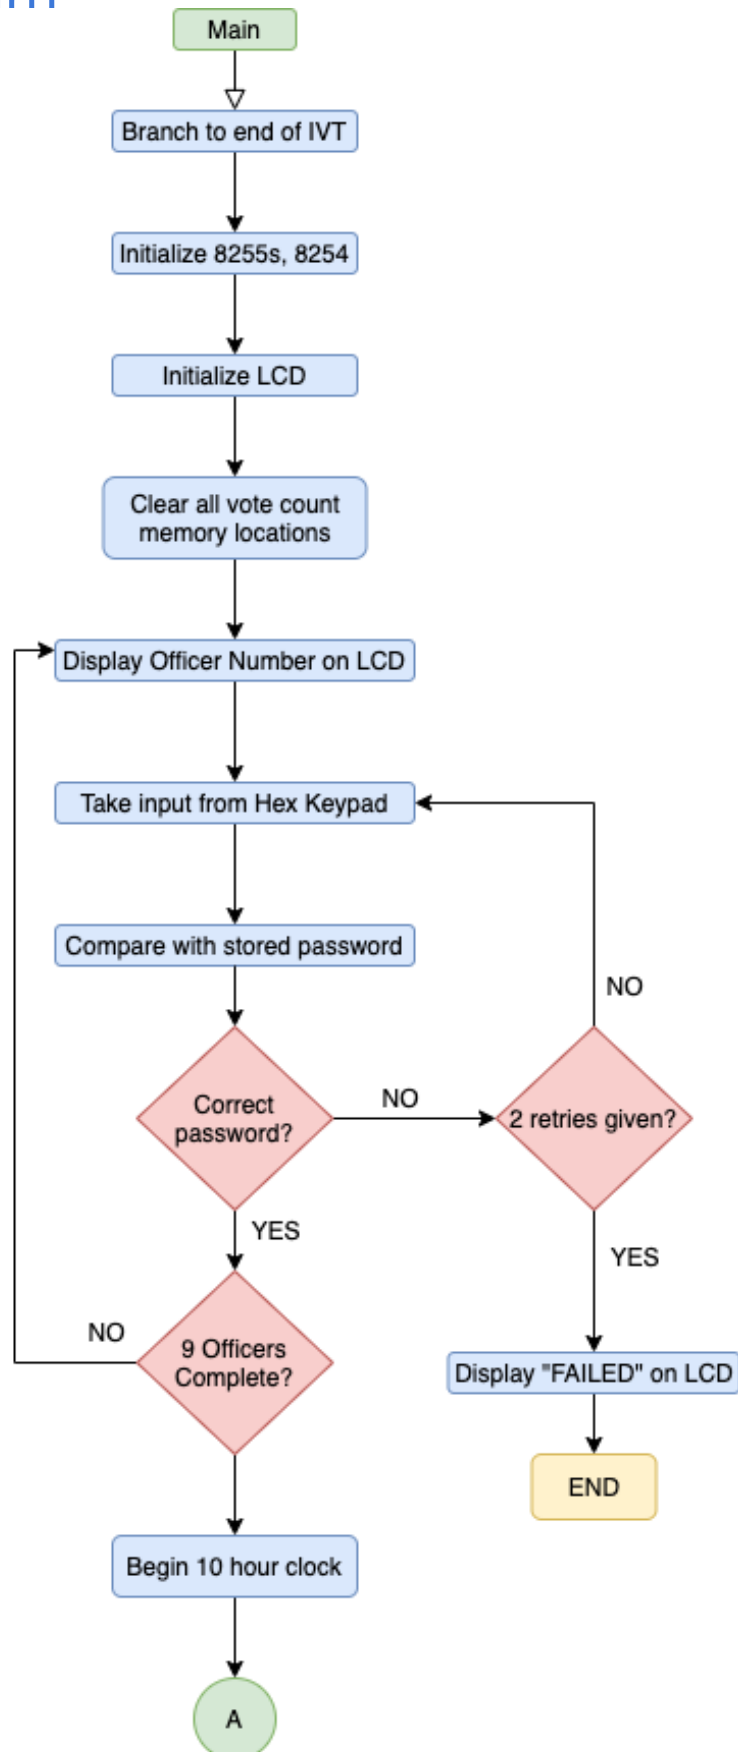 Main
Branch to end of IVT
Initialize 8255s, 8254
Initialize LCD
Clear all vote count
memory locations
Display Officer Number on LCD
Take input from Hex Keypad
Compare with stored password
NO
Correct
password?
NO
2 retries given?
YES
YES
NO
9 Officers
Complete?
Display "FAILED" on LCD
END
Begin 10 hour clock
A